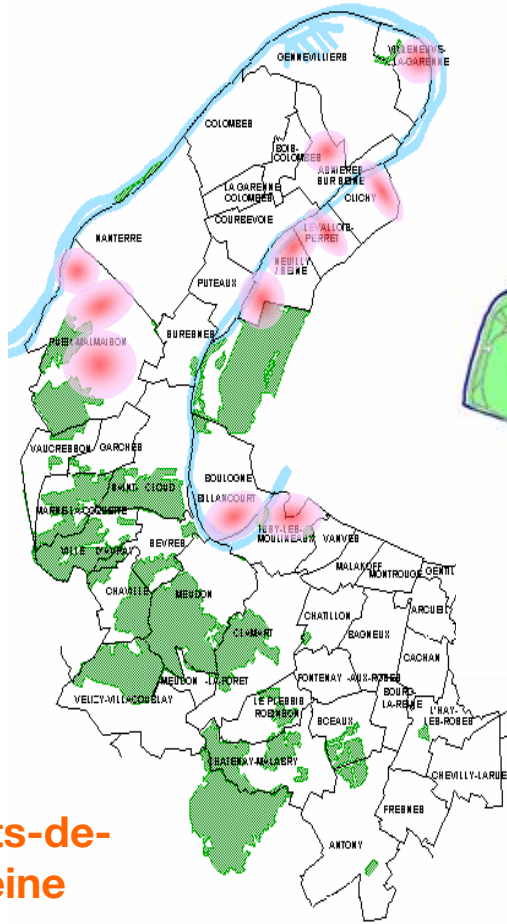 GENNEVILLIERS
VILLENEUVE-
LA-GARENNE
COLOMBES
BOIS-
COLOMBES
ASNIERES
SUR SEINE
CLICHY
LA GARENNE
COLOMBES
COURBEVOIE
LEVALLOIS-
PERRET
NANTERRE
NEUILLY
/SEINE
PUTEAUX
SURESNES
RUEIL-MALMAISON
VAUCRESSON
GARCHES
BOULOGNE
BILLANCOURT
SAINT- CLOUD
MARNE-LA-COQUETTE
ISSY-LES-
MOULINEAUX
VANVES
VILLE D'AVRAY
SEVRES
MALAKOFF
MONTROUGE
GENTIL
CHAVILLE
MEUDON
CHATILLON
ARCUEIL
CLAMART
BAGNEUX
CACHAN
MEUDON -LA-FORET
FONTENAY -AUX-ROSES
VELIZY-VILLACOUBLAY
BOURG-
LA-REINE
LE PLESSIS
ROBINSON
SCEAUX
L'HAY-
LES-ROSES
CHATENAY-MALABRY
CHEVILLY-LARUE
FRESNES
ANTONY
ts-de-
eine